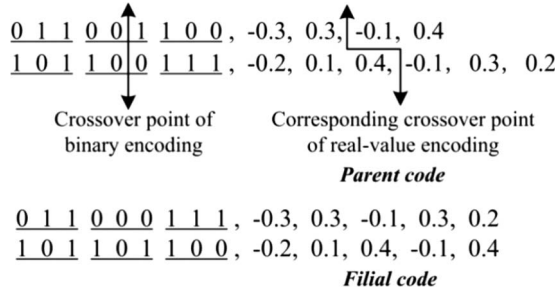 0 1 1 0 0 1 1 0 0, -0.3, 0.3, -0.1, 0.4
1 0 1 1 0 0 1 1 1, -0.2, 0.1, 0.4, -0.1, 0.3, 0.2
Crossover point of
binary encoding
Corresponding crossover point
of real-value encoding
Parent code
0 1 1 0 0 0 1 1 1, -0.3, 0.3, -0.1, 0.3, 0.2
1 0 1 1 0 1 1 0 0, -0.2, 0.1, 0.4, -0.1, 0.4
Filial code